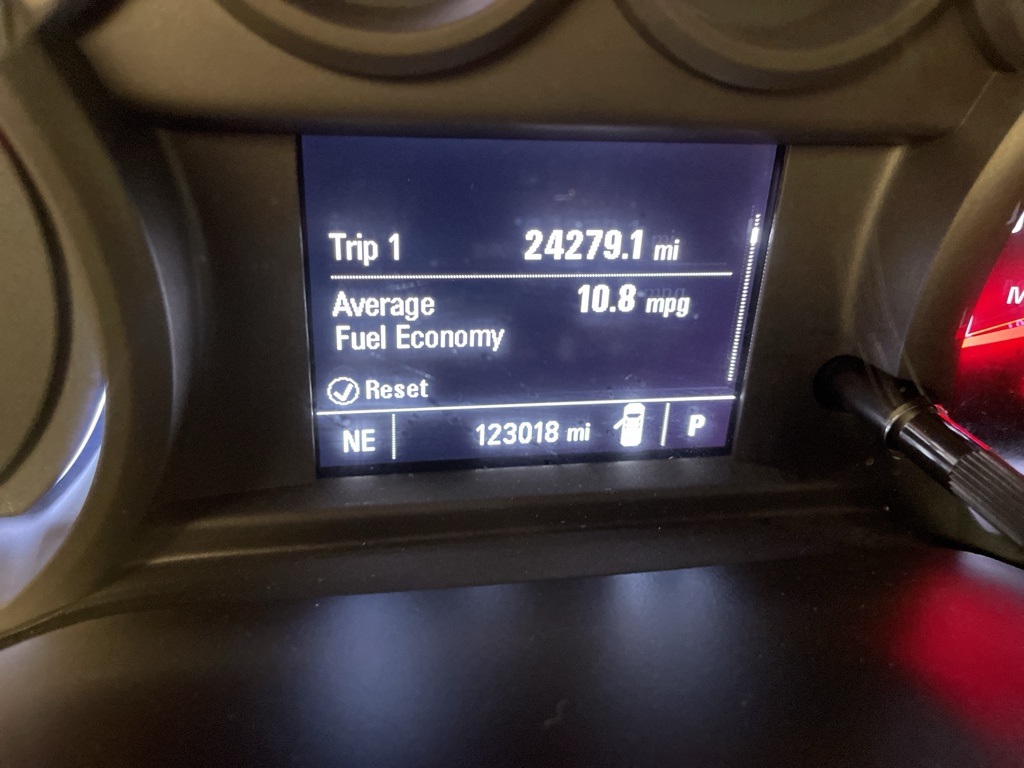 Trip 1 24279.1 mi
Average 10.8 mpg
Fuel Economy
Reset
NE 123018 mi P